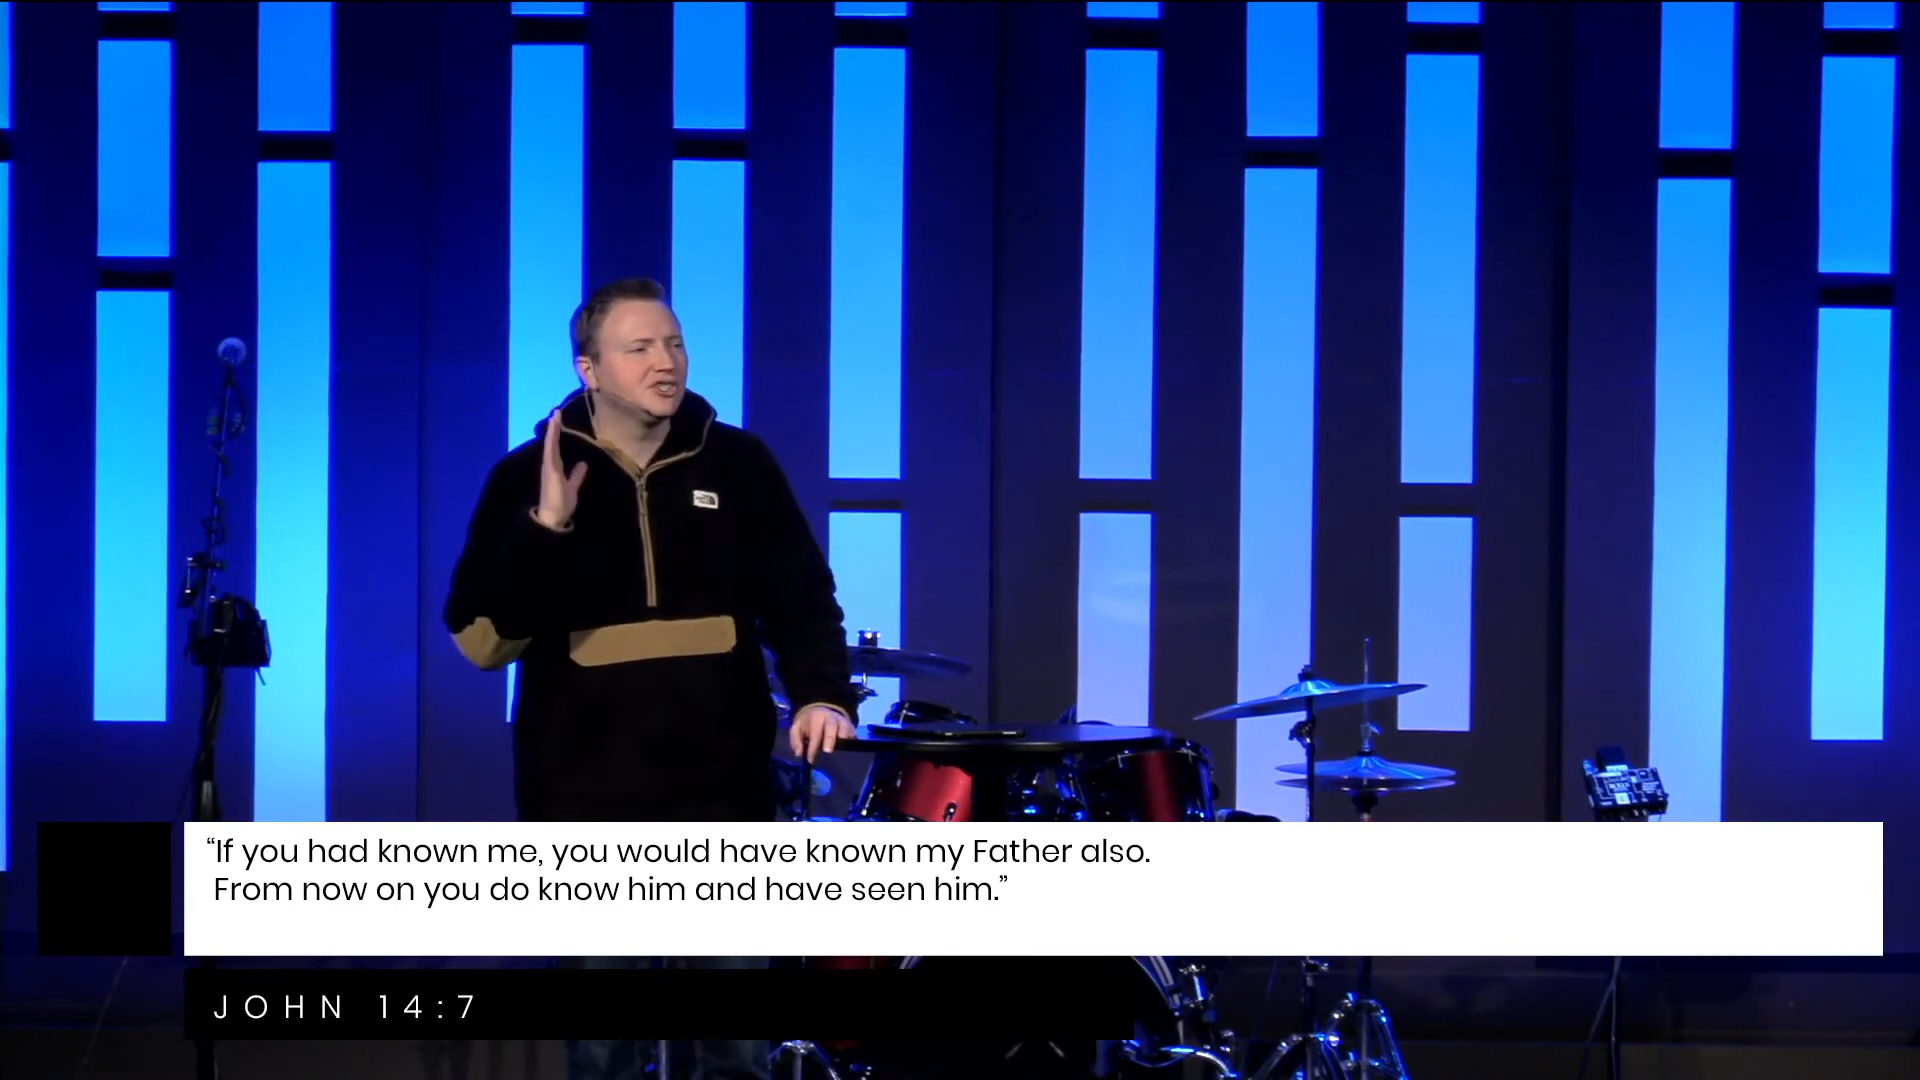 “If you had known me, you would have known my Father also.
From now on you do know him and have seen him.”
JOHN 14:7